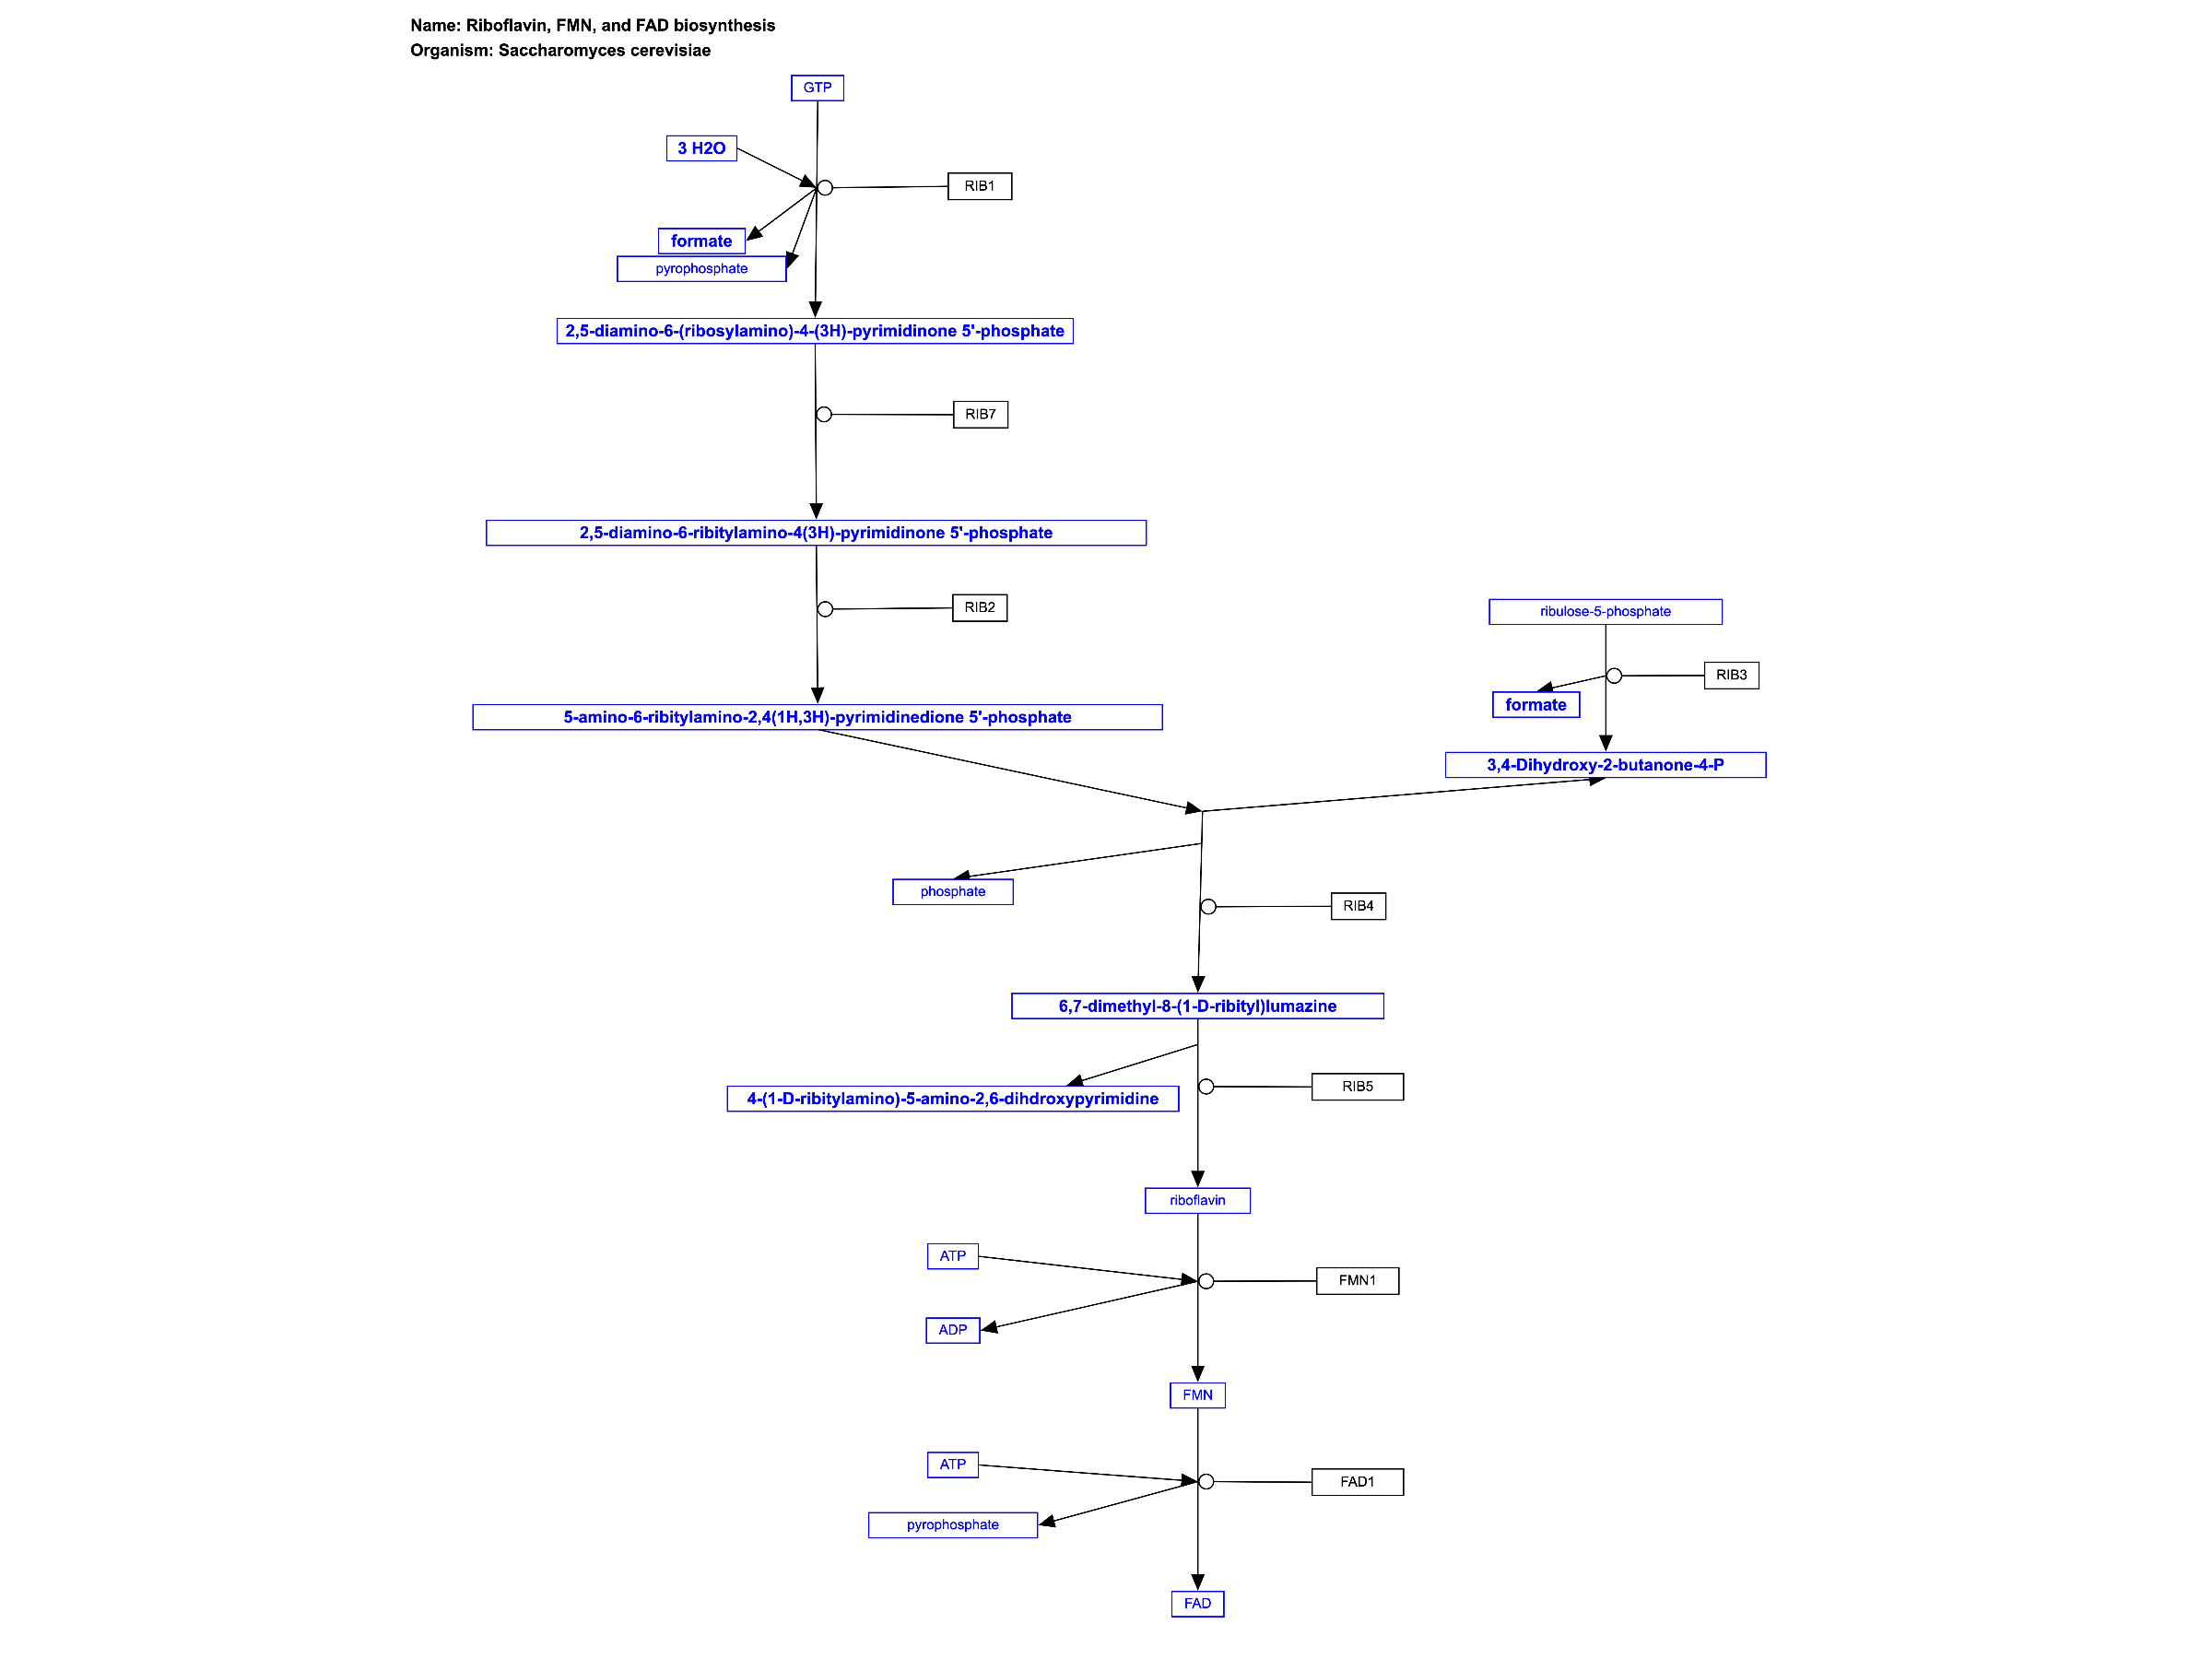 Name: Riboflavin, FMN, and FAD biosynthesis
Organism: Saccharomyces cerevisiae
GTP
3 H2O
RIB1
formate
pyrophosphate
2,5-diamino-6-(ribosylamino)-4-(3H)-pyrimidinone 5'-phosphate
RIB7
2,5-diamino-6-ribitylamino-4(3H)-pyrimidinone 5'-phosphate
RIB2
ribulose-5-phosphate
RIB3
formate
5-amino-6-ribitylamino-2,4(1H,3H)-pyrimidinedione 5'-phosphate
3,4-Dihydroxy-2-butanone-4-P
phosphate
RIB4
6,7-dimethyl-8-(1-D-ribityl)lumazine
RIB5
4-(1-D-ribitylamino)-5-amino-2,6-dihdroxypyrimidine
riboflavin
ATP
FMN1
ADP
FMN
ATP
FAD1
pyrophosphate
FAD